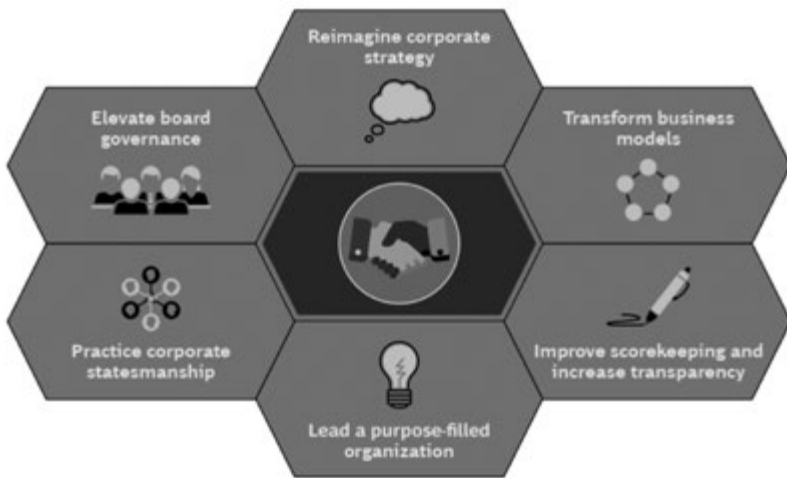 Reimagine corporate
strategy
Elevate board
governance
Transform business
models
Practice corporate
statesmanship
Improve scorekeeping and
increase transparency
Lead a purpose-filled
organization